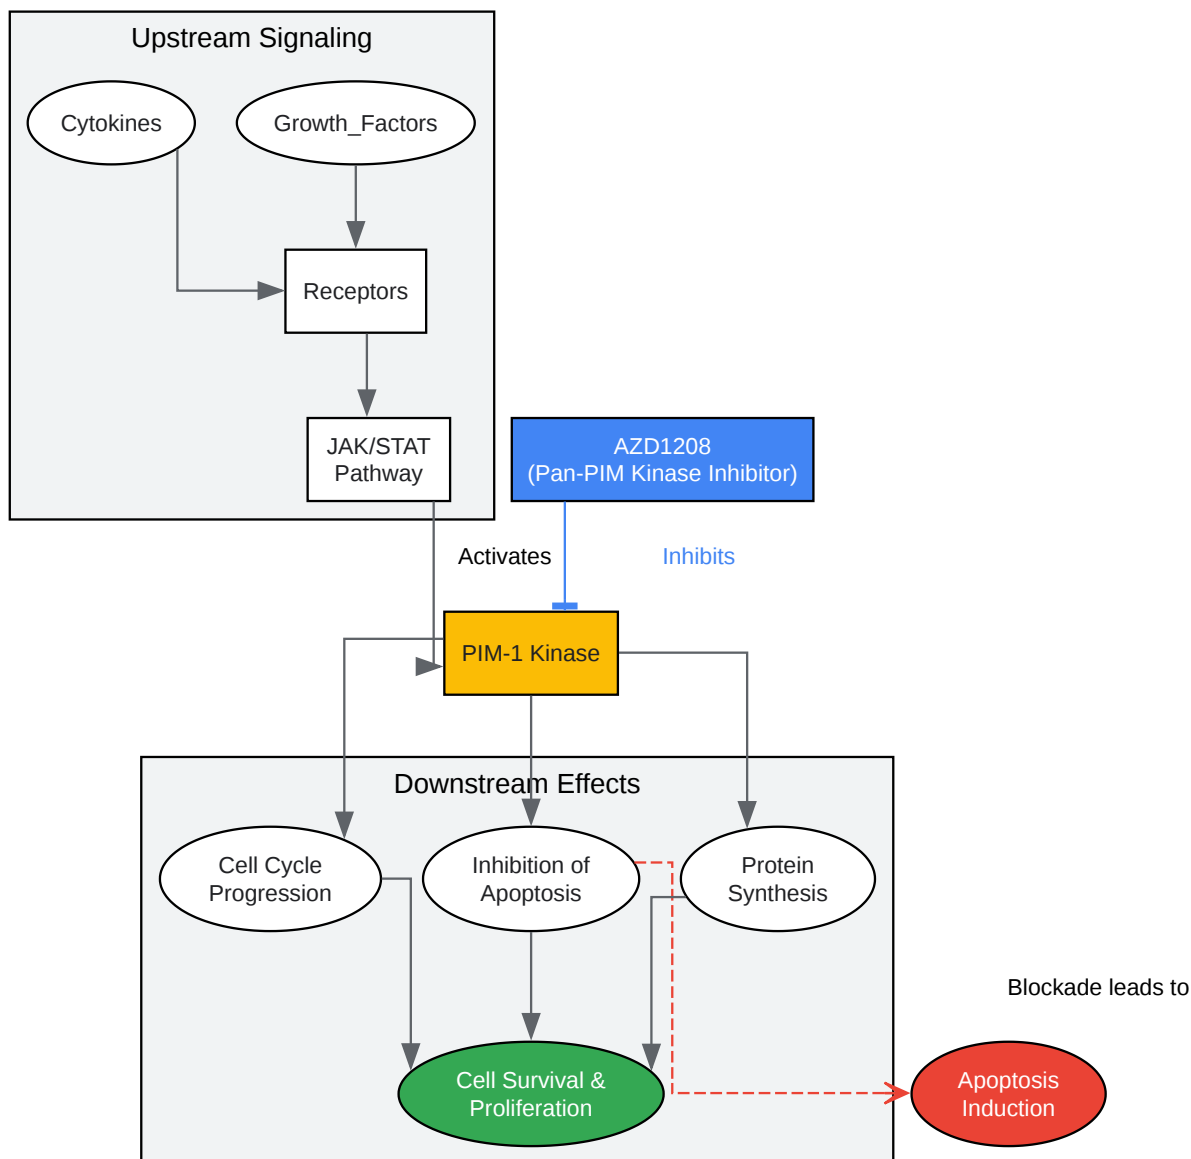 Upstream Signaling
Cytokines
Growth_Factors
Receptors
JAK/STAT
Pathway
AZD1208
(Pan-PIM Kinase Inhibitor)
Activates
Inhibits
PIM-1 Kinase
Downstream Effects
Cell Cycle
Progression
Inhibition of
Apoptosis
Protein
Synthesis
Blockade leads to
Cell Survival &
Proliferation
Apoptosis
Induction